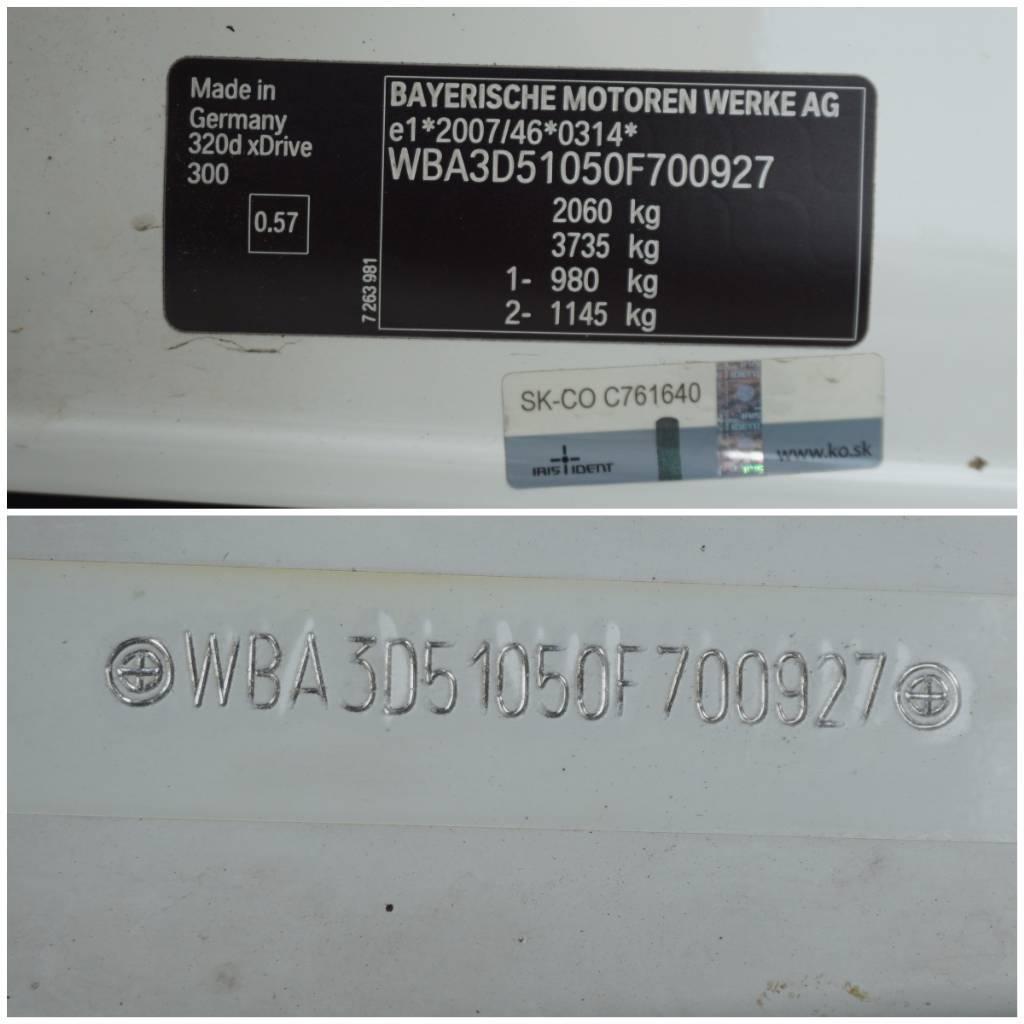 Made in
Germany
320d xDrive
300
0.57
7 263 981
BAYERISCHE MOTOREN WERKE AG
e1*2007/46*0314*
WBA3D51050F700927
2060 kg
3735 kg
1- 980 kg
2- 1145 kg
SK-CO C761640
IRIS IDENT
www.ko.sk
WBA3D51050F700927